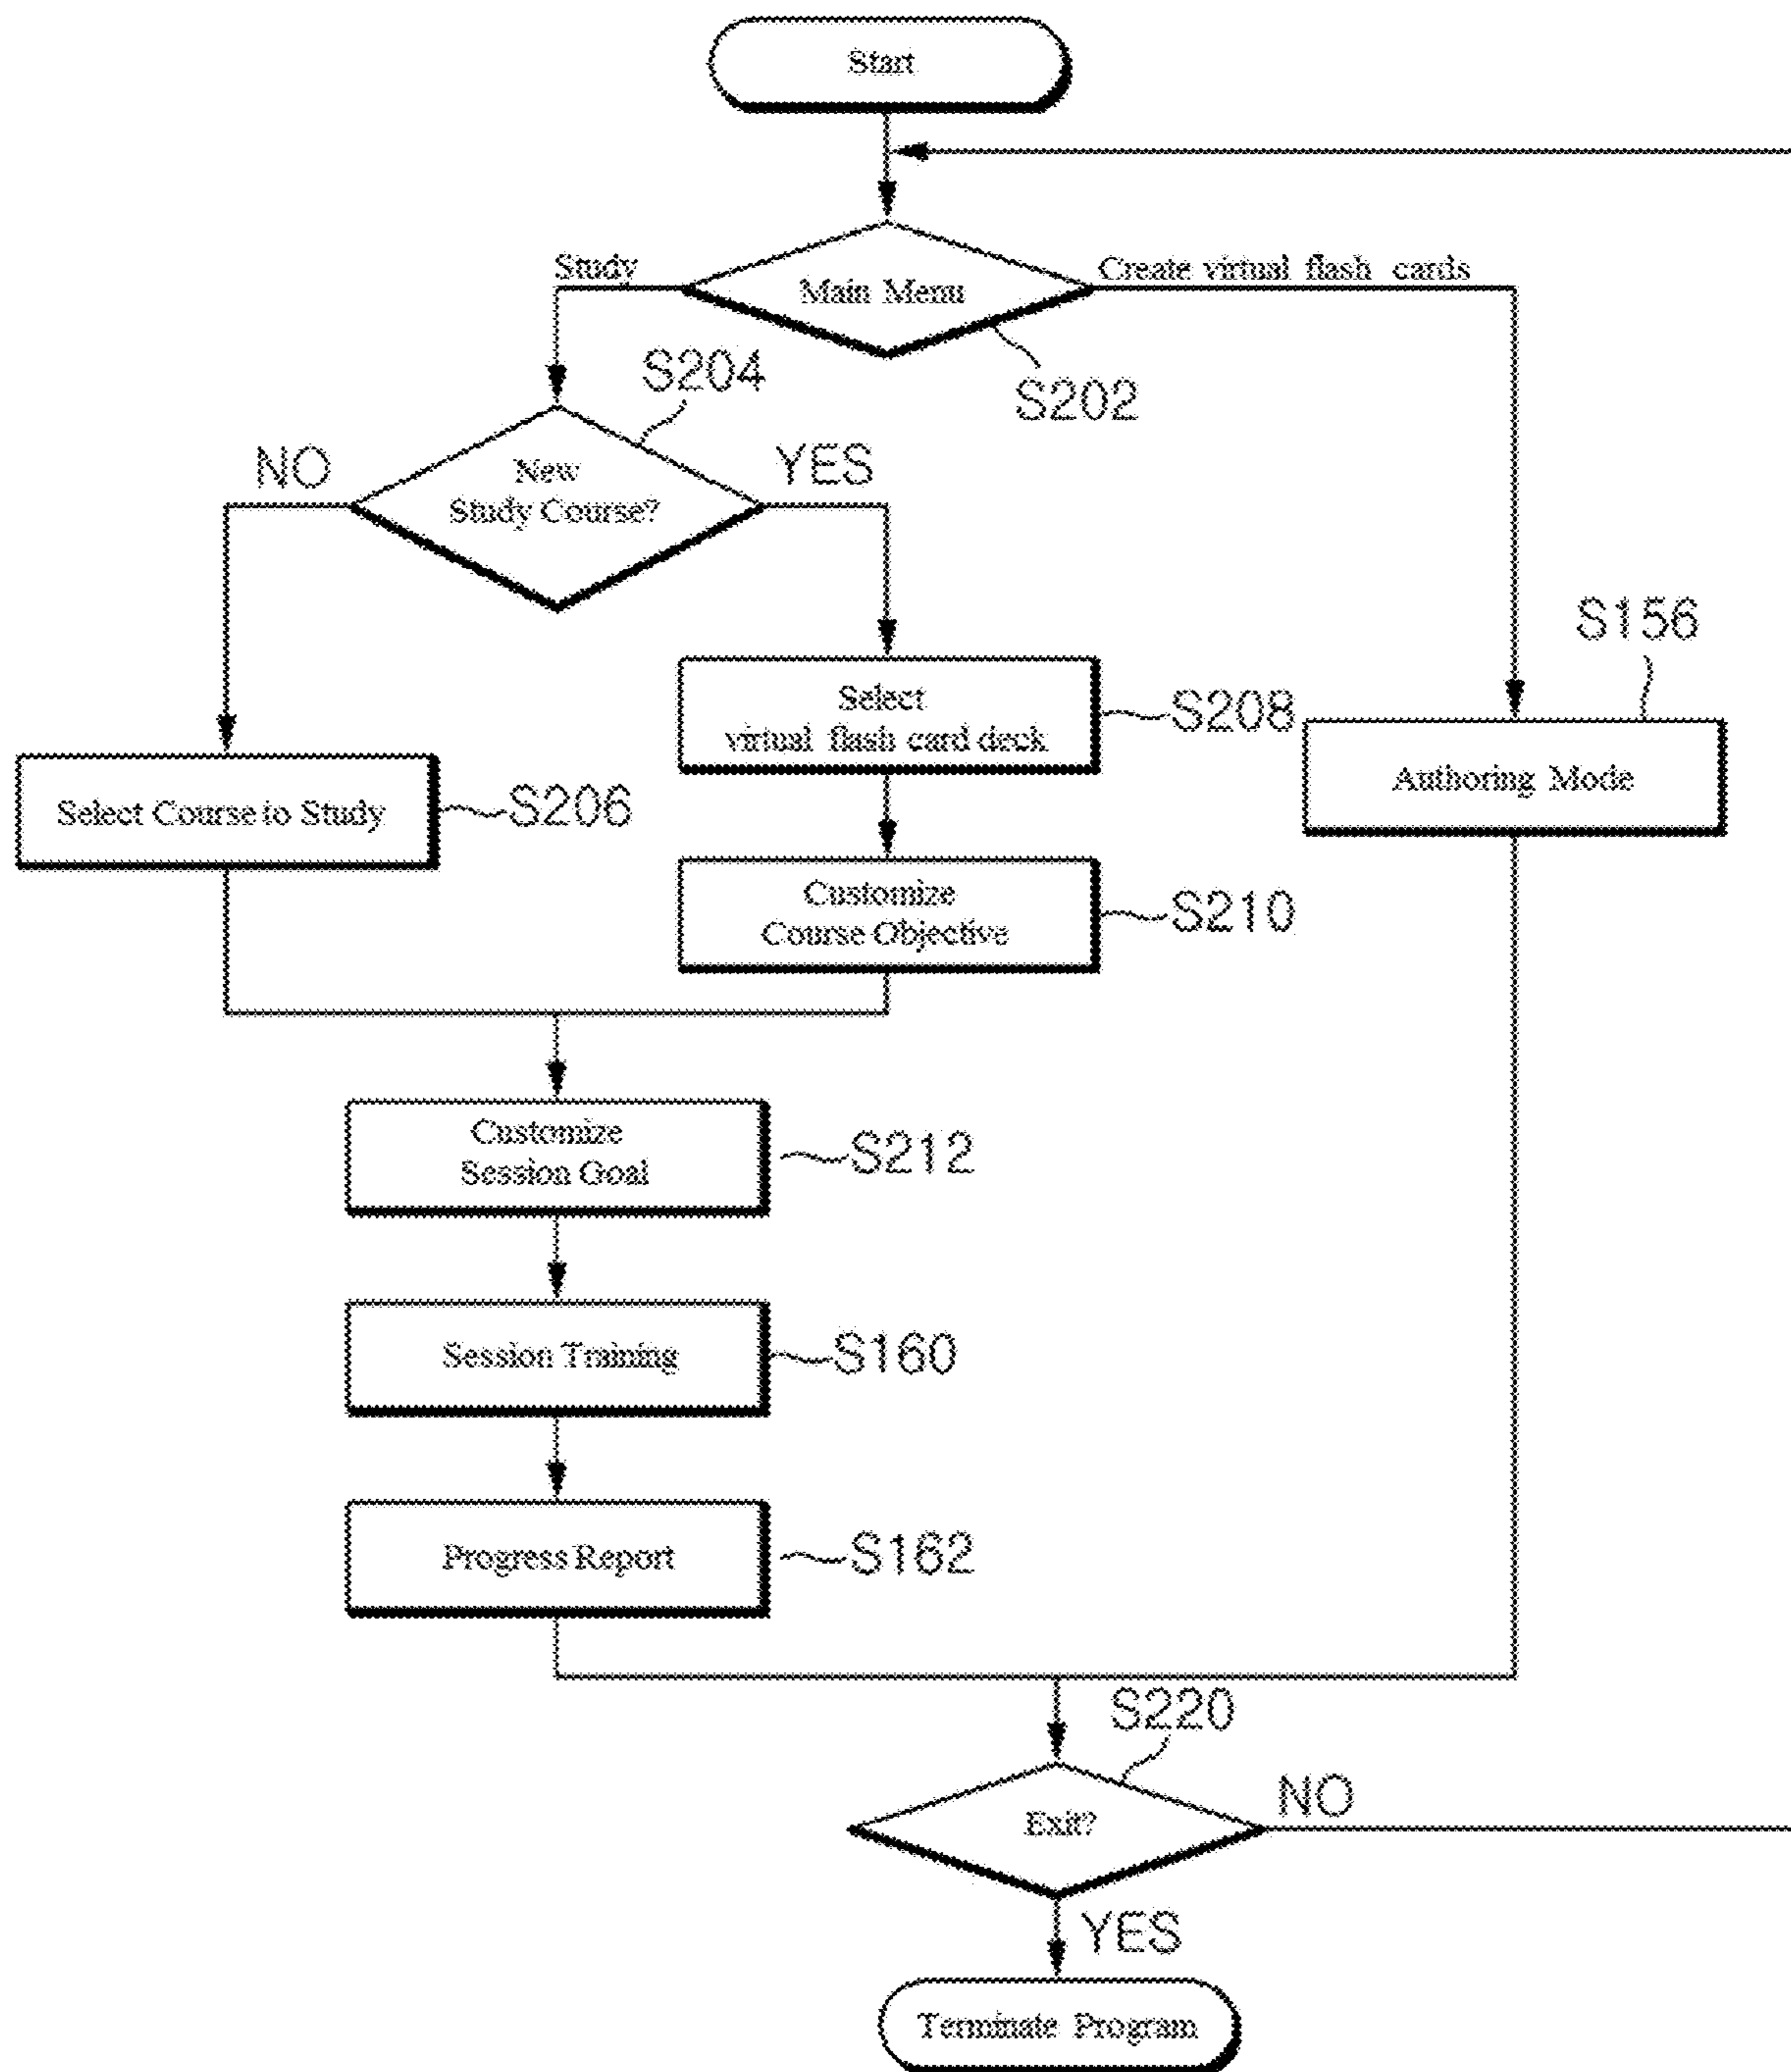 Start
Study
Create virtual flash cards
Main Menu
S202
S204
NO
YES
New
Study Course?
S156
Select
virtual flash card deck
S208
Authoring Mode
Select Course to Study
S206
Customize
Course Objective
S210
Customize
Session Goal
S212
Session Training
S160
Progress Report
S162
S220
Exit?
NO
YES
Terminate Program